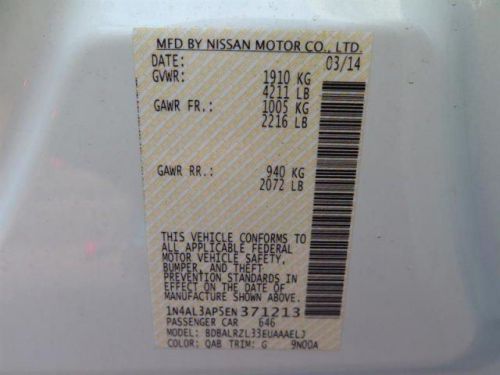 MFD BY NISSAN MOTOR CO., LTD.
DATE: 03/14
GVWR: 1910 KG
4211 LB
GAWR FR.: 1005 KG
2216 LB
GAWR RR.: 940 KG
2072 LB
THIS VEHICLE CONFORMS TO
ALL APPLICABLE FEDERAL
MOTOR VEHICLE SAFETY,
BUMPER, AND THEFT
PREVENTION STANDARDS IN
EFFECT ON THE DATE OF
MANUFACTURE SHOWN ABOVE.
1N4AL3AP5EN371213
PASSENGER CAR 646
MODEL: BDBALRZL33EUAAAELJ
COLOR: QAB TRIM: G 9N00A